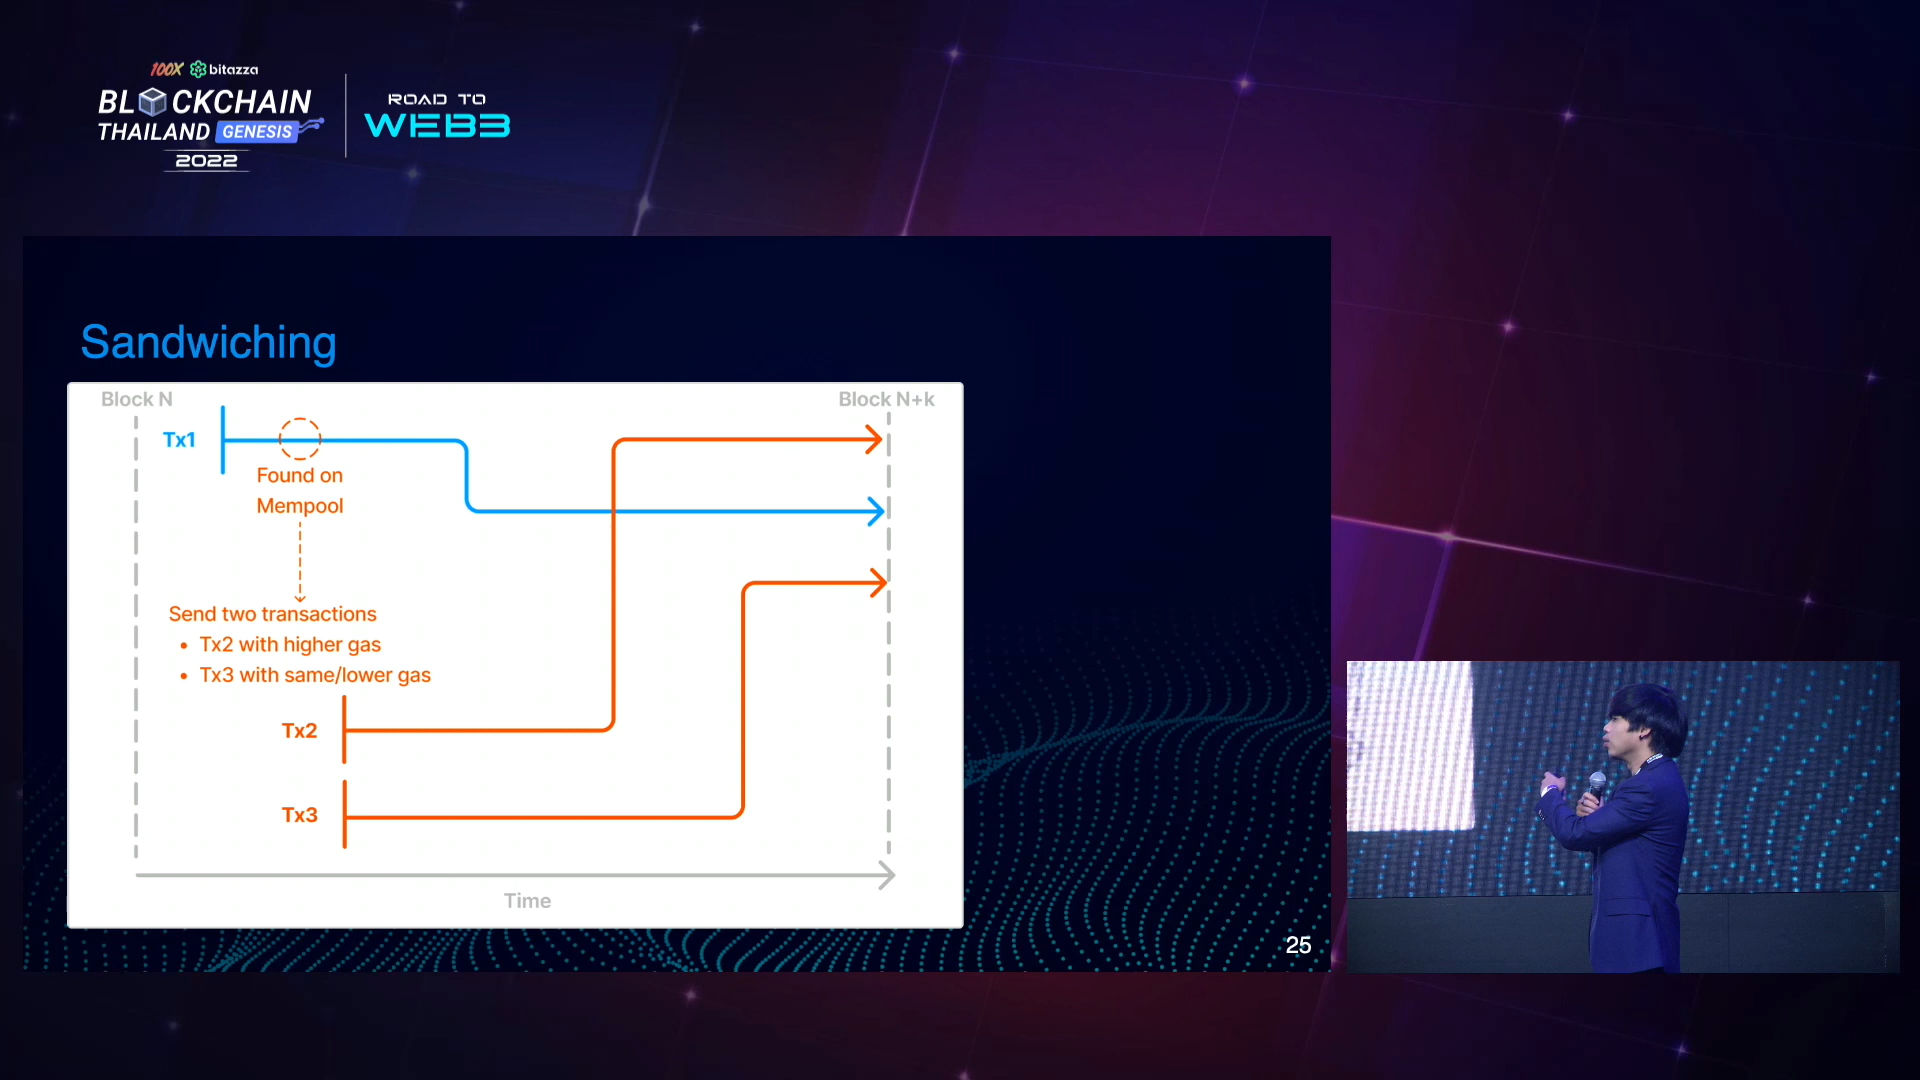 100X bitazza
BLOCKCHAIN
THAILAND GENESIS
2022
ROAD TO
WEB3
Sandwiching
Block N
Block N+k
Tx1
Found on
Mempool
Send two transactions
• Tx2 with higher gas
• Tx3 with same/lower gas
Tx2
Tx3
Time
25